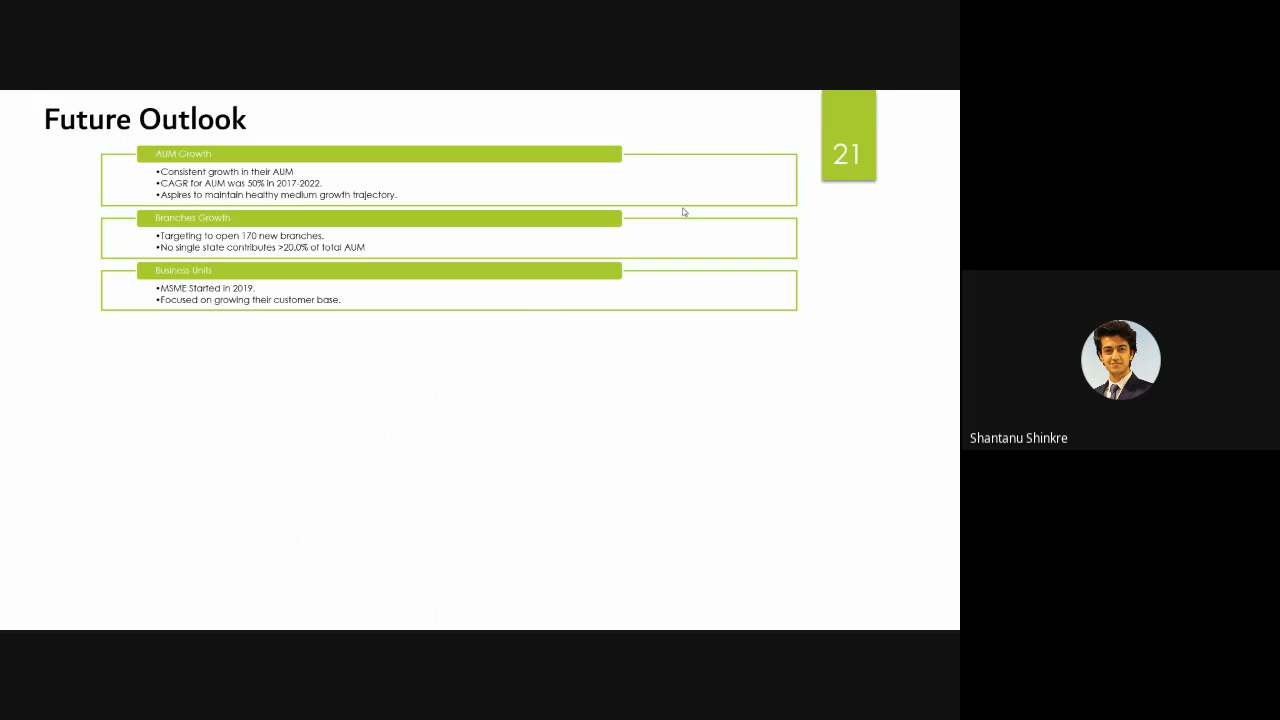 Future Outlook
21
AUM Growth
•Consistent growth in their AUM
•CAGR for AUM was 50% in 2017-2022.
•Aspires to maintain healthy medium growth trajectory.
Branches Growth
•Targeting to open 170 new branches.
•No single state contributes >20.0% of total AUM
Business Units
•MSME Started in 2019.
•Focused on growing their customer base.
Shantanu Shinkre